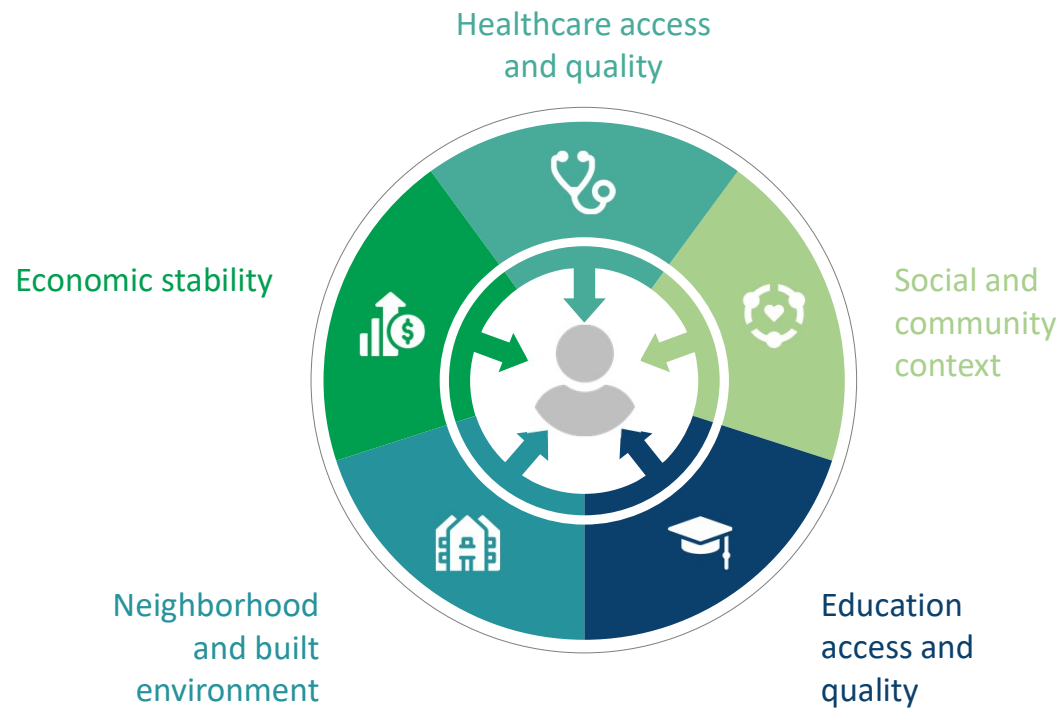 Healthcare access
and quality
Economic stability
Social and
community
context
$
Neighborhood
and built
environment
Education
access and
quality